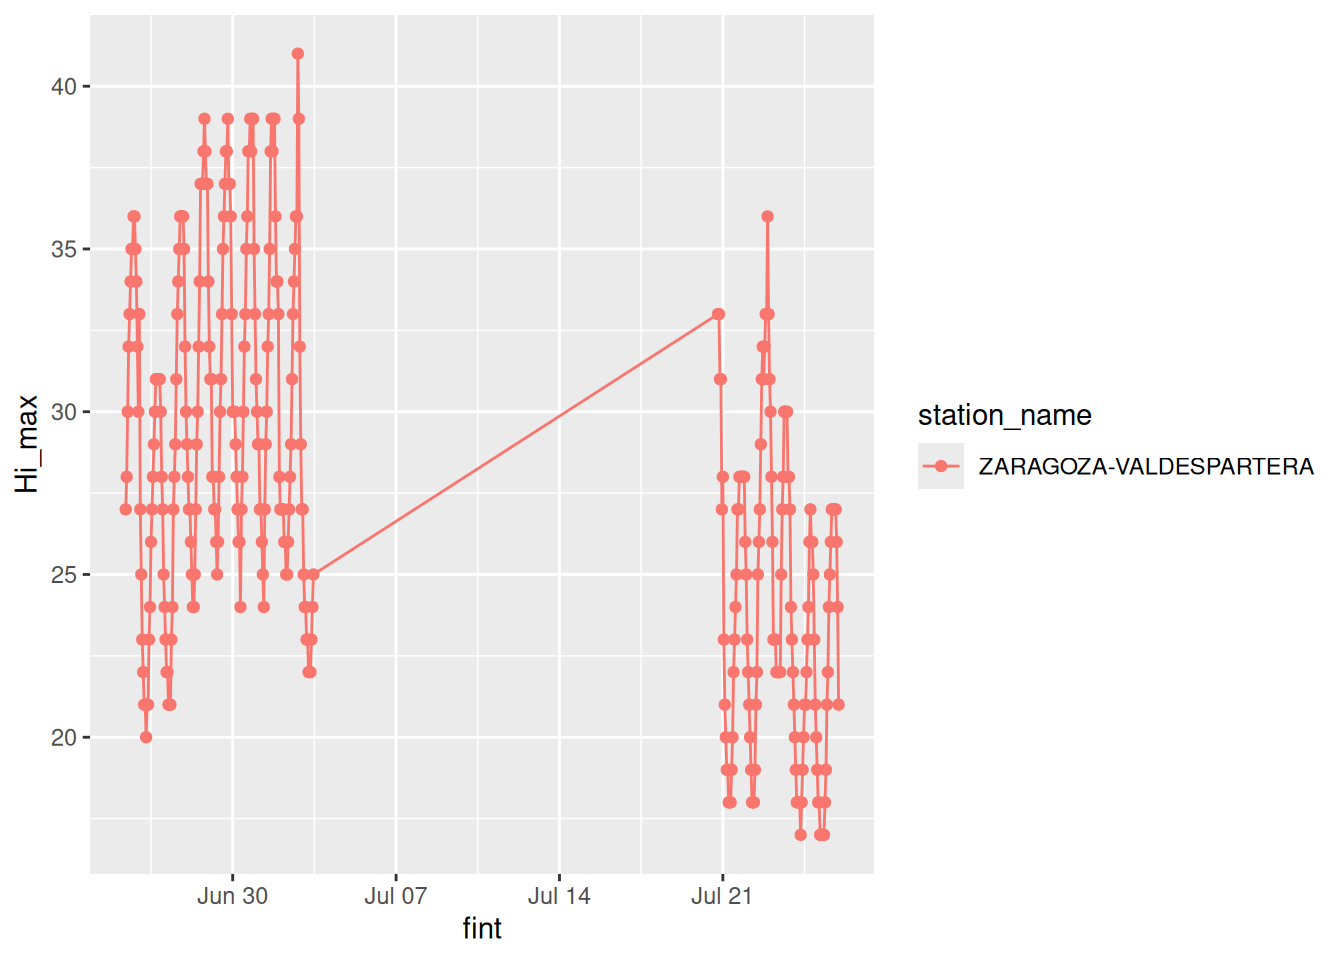 40
35
30
25
20
Hi_max
Jun 30
Jul 07
Jul 14
Jul 21
fint
station_name
ZARAGOZA-VALDESPARTERA